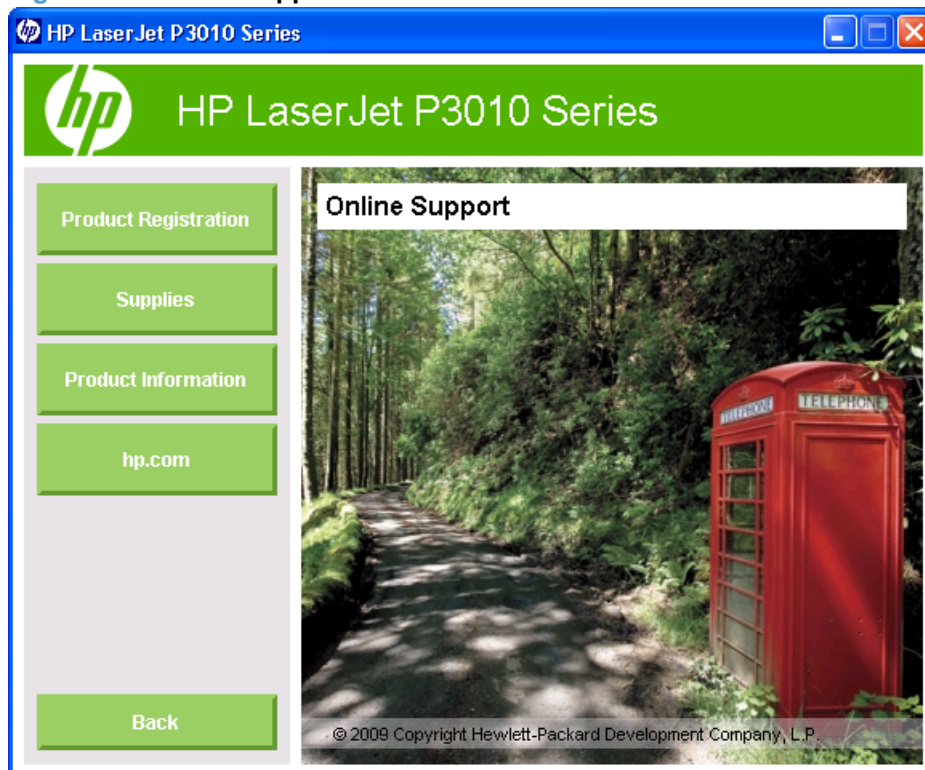 HP LaserJet P3010 Series
hp
HP LaserJet P3010 Series
Product Registration
Supplies
Product Information
hp.com
Back
Online Support
TELEPHONE
TELEPHONE
© 2009 Copyright Hewlett-Packard Development Company, L.P.